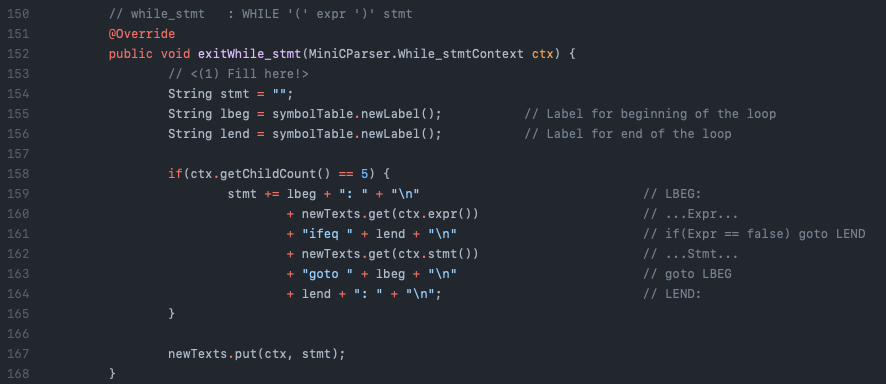 150 // while_stmt   : WHILE '(' expr ')' stmt
151 @Override
152 public void exitWhile_stmt(MiniCParser.While_stmtContext ctx) {
153 // <(1) Fill here!>
154 String stmt = "";
155 String lbeg = symbolTable.newLabel(); // Label for beginning of the loop
156 String lend = symbolTable.newLabel(); // Label for end of the loop
157
158 if(ctx.getChildCount() == 5) {
159 stmt += lbeg + ": " + "\n" // LBEG:
160 + newTexts.get(ctx.expr()) // ...Expr...
161 + "ifeq " + lend + "\n" // if(Expr == false) goto LEND
162 + newTexts.get(ctx.stmt()) // ...Stmt...
163 + "goto " + lbeg + "\n" // goto LBEG
164 + lend + ": " + "\n"; // LEND:
165 }
166
167 newTexts.put(ctx, stmt);
168 }